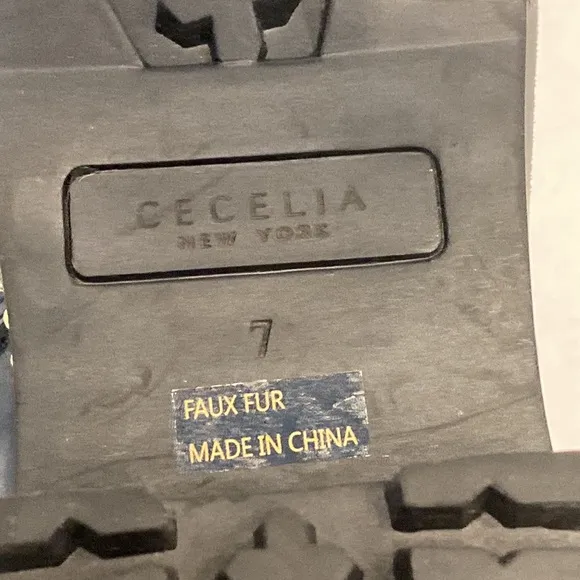 CECELIA
NEW YORK
7
FAUX FUR
MADE IN CHINA